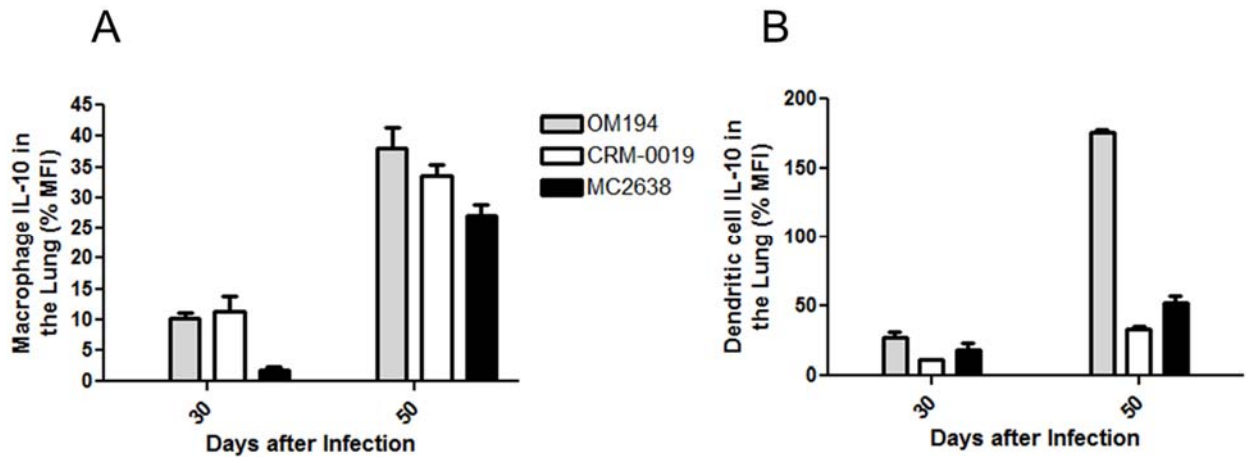 A
Macrophage IL-10 in
the Lung (% MFI)
45
40
35
30
25
20
15
10
5
0
30
50
Days after Infection
OM194
CRM-0019
MC2638
B
Dendritic cell IL-10 in
the Lung (% MFI)
200
150
100
50
0
30
50
Days after Infection